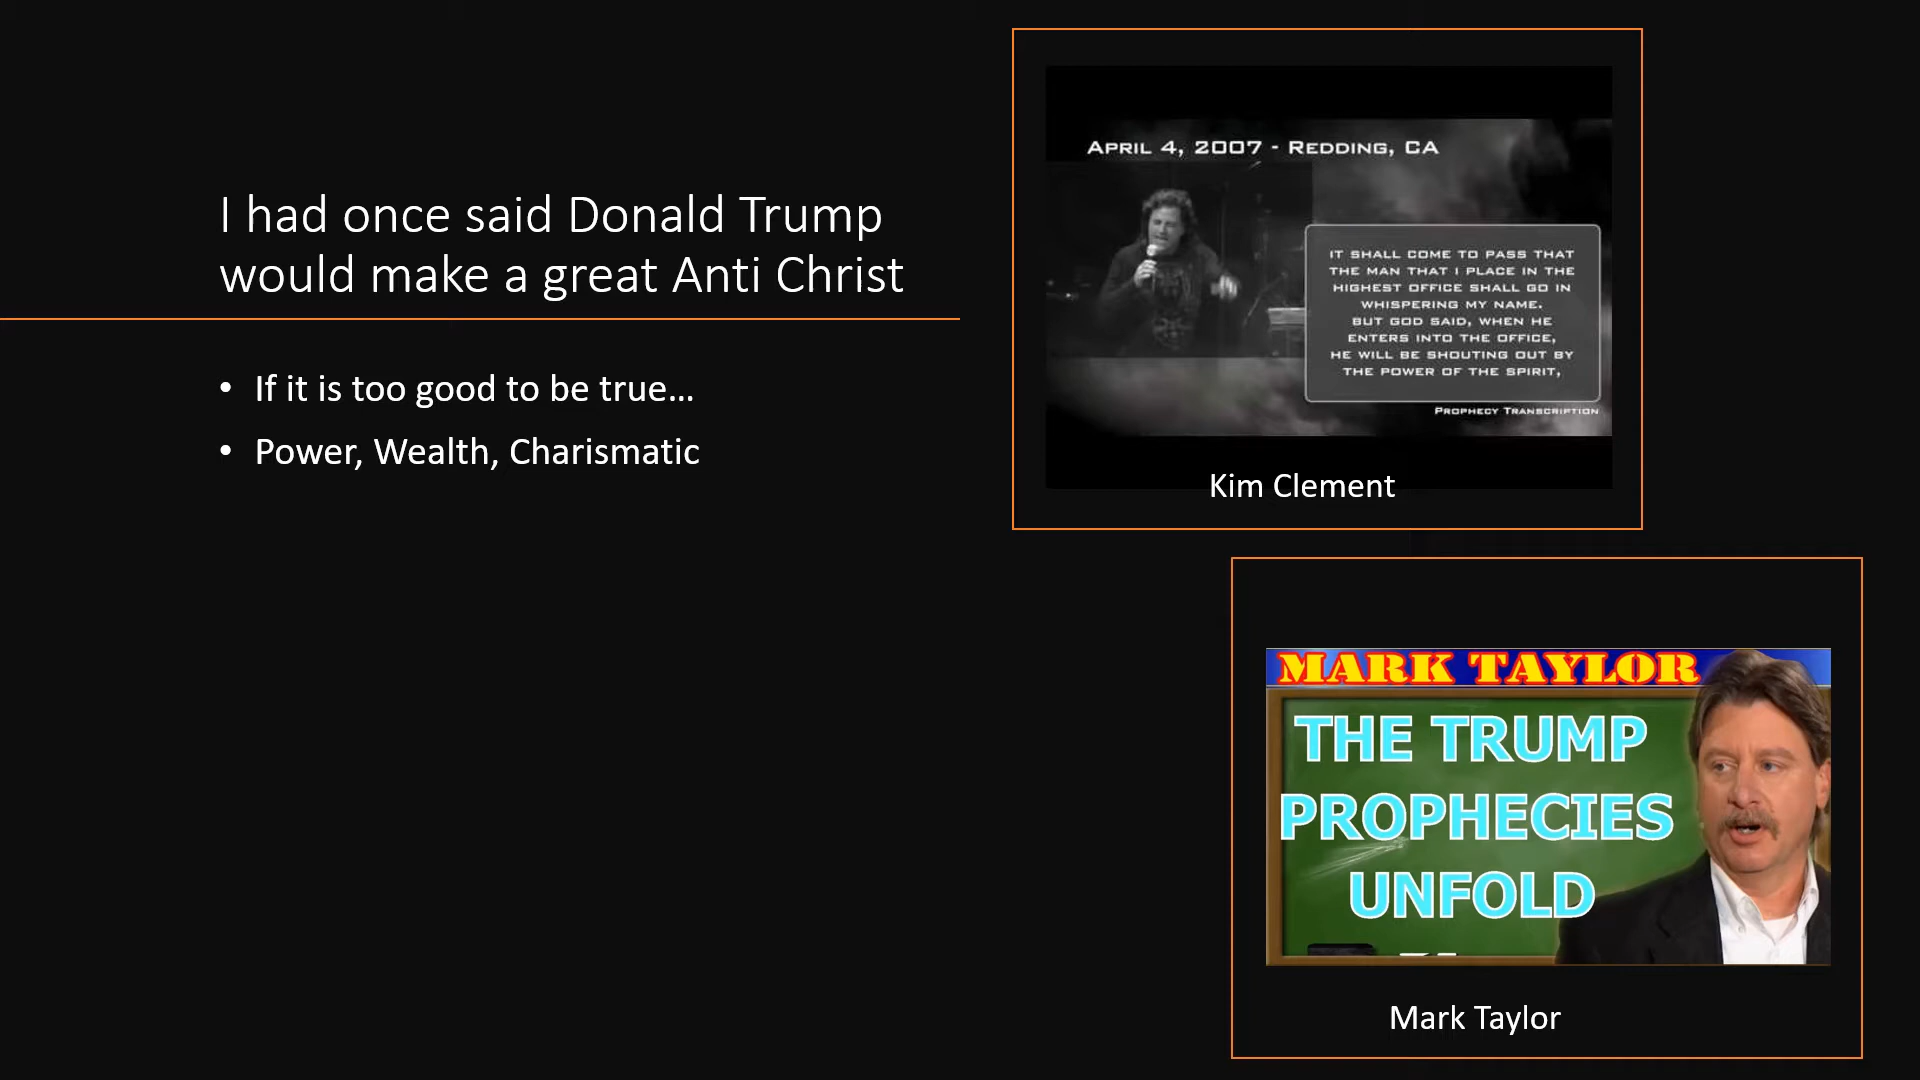 I had once said Donald Trump
would make a great Anti Christ
• If it is too good to be true...
• Power, Wealth, Charismatic
APRIL 4, 2007 - REDDING, CA
IT SHALL COME TO PASS THAT
THE MAN THAT I PLACE IN THE
HIGHEST OFFICE SHALL GO IN
WHISPERING MY NAME.
BUT GOD SAID, WHEN HE
ENTERS INTO THE OFFICE,
HE WILL BE SHOUTING OUT BY
THE POWER OF THE SPIRIT,
PROPHECY TRANSCRIPTION
Kim Clement
MARK TAYLOR
THE TRUMP
PROPHECIES
UNFOLD
Mark Taylor